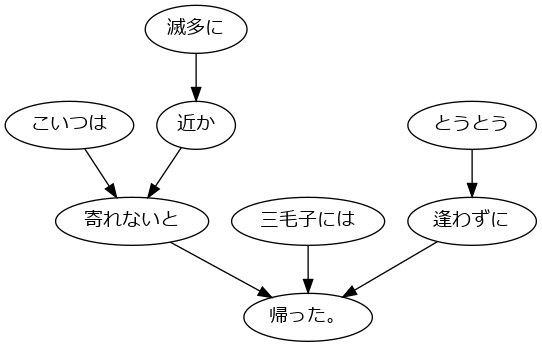 滅多に
こいつは
近か
とうとう
寄れないと
三毛子には
逢わずに
帰った。